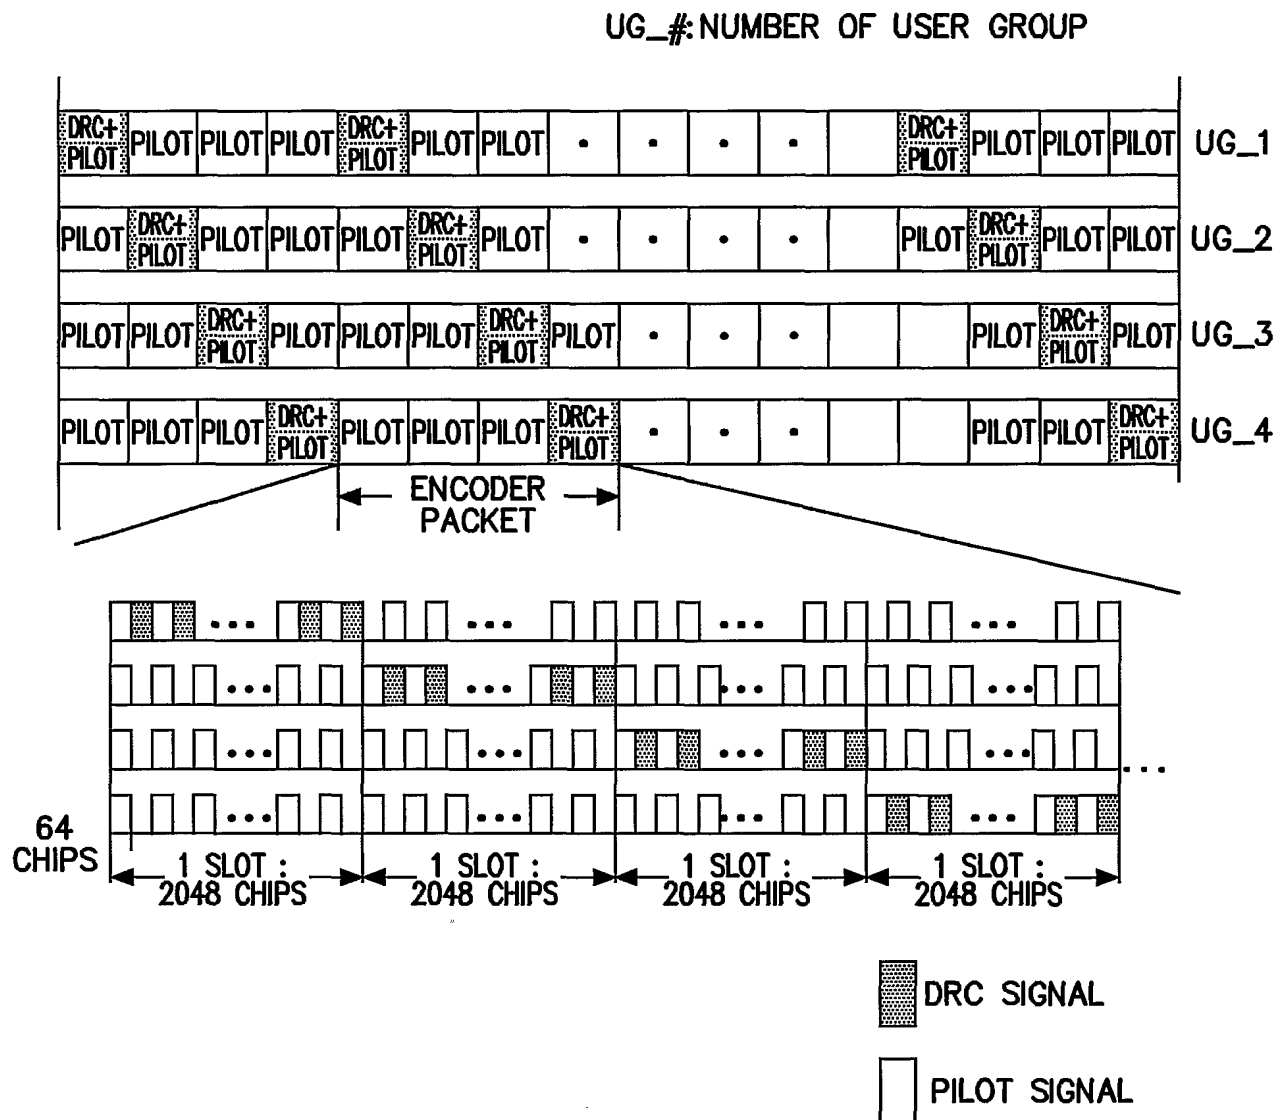 UG_#: NUMBER OF USER GROUP
DRC+ PILOT PILOT PILOT PILOT DRC+ PILOT PILOT PILOT • • • • DRC+ PILOT PILOT PILOT PILOT UG_1
PILOT DRC+ PILOT PILOT PILOT PILOT DRC+ PILOT PILOT • • • • PILOT DRC+ PILOT PILOT PILOT UG_2
PILOT PILOT DRC+ PILOT PILOT PILOT PILOT DRC+ PILOT PILOT • • • PILOT DRC+ PILOT PILOT UG_3
PILOT PILOT PILOT DRC+ PILOT PILOT PILOT PILOT DRC+ PILOT • • • PILOT PILOT DRC+ PILOT UG_4
ENCODER
PACKET
••• ••• ••• •••
••• ••• ••• •••
••• ••• ••• ••• •••
••• ••• ••• •••
64
CHIPS
1 SLOT : 1 SLOT : 1 SLOT : 1 SLOT :
2048 CHIPS 2048 CHIPS 2048 CHIPS 2048 CHIPS
DRC SIGNAL
PILOT SIGNAL